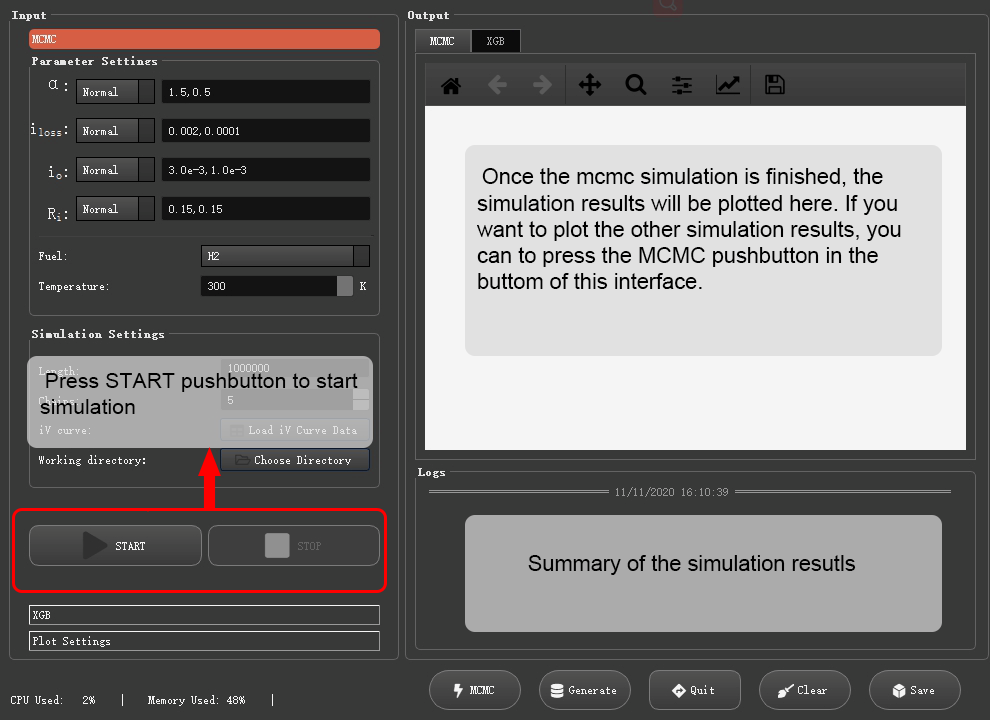 Input
MCMC
Parameter Settings
α: Normal 1.5,0.5
iloss: Normal 0.002,0.0001
io: Normal 3.0e-3,1.0e-3
Ri: Normal 0.15,0.15
Fuel: H2
Temperature: 300 K
Simulation Settings
Length: 1000000
Press START pushbutton to start
Chains: 5
simulation
iV curve: Load iV Curve Data
Working directory: Choose Directory
START STOP
XGB
Plot Settings
CPU Used: 2% | Memory Used: 48% |
Output
MCMC XGB
Once the mcmc simulation is finished, the
simulation results will be plotted here. If you
want to plot the other simulation results, you
can to press the MCMC pushbutton in the
buttom of this interface.
Logs
11/11/2020 16:10:39
Summary of the simulation resutls
MCMC Generate Quit Clear Save